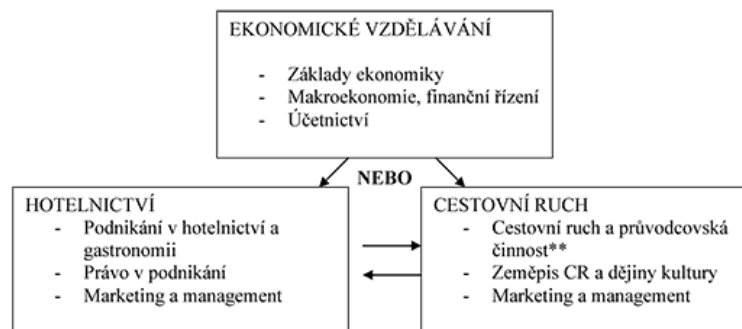 EKONOMICKÉ VZDĚLÁVÁNÍ
- Základy ekonomiky
- Makroekonomie, finanční řízení
- Účetnictví
NEBO
HOTELNICTVÍ
- Podnikání v hotelnictví a
gastronomii
- Právo v podnikání
- Marketing a management
CESTOVNÍ RUCH
- Cestovní ruch a průvodcovská
činnost**
- Zeměpis CR a dějiny kultury
- Marketing a management